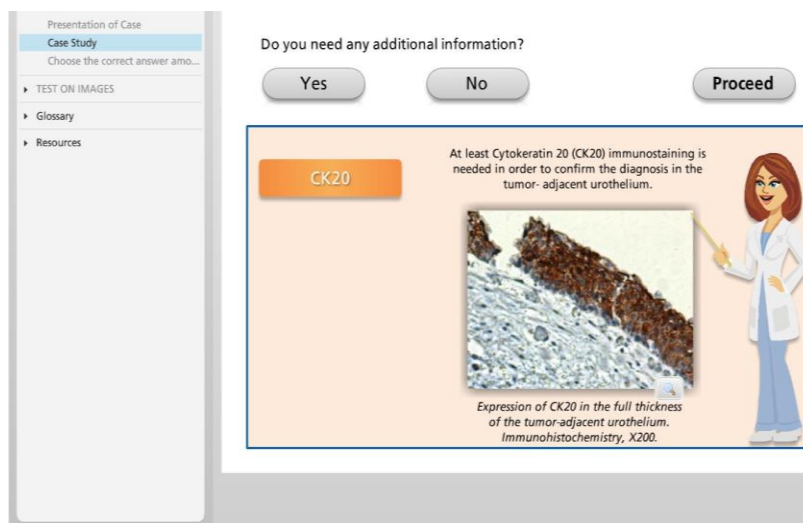 Presentation of Case
Case Study
Choose the correct answer amo...
TEST ON IMAGES
Glossary
Resources
Do you need any additional information?
Yes
No
Proceed
CK20
At least Cytokeratin 20 (CK20) immunostaining is
needed in order to confirm the diagnosis in the
tumor- adjacent urothelium.
Expression of CK20 in the full thickness
of the tumor-adjacent urothelium.
Immunohistochemistry, X200.